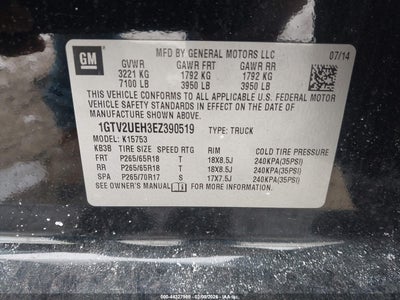 GM
MFD BY GENERAL MOTORS LLC
GVWR GAWR FRT GAWR RR 07/14
3221 KG 1792 KG 1792 KG
7100 LB 3950 LB 3950 LB
THIS VEHICLE CONFORMS TO ALL APPLICABLE U.S. FEDERAL
MOTOR VEHICLE SAFETY STANDARDS IN EFFECT ON THE DATE OF
MANUFACTURE SHOWN ABOVE.
1GTV2UEH3EZ390519 TYPE: TRUCK
MODEL: K15753
KB3B TIRE SIZE SPEED RTG RIM COLD TIRE PRESSURE
FRT P265/65R18 T 18X8.5J 240KPA(35PSI)
RR P265/65R18 T 18X8.5J 240KPA(35PSI)
SPA P265/70R17 S 17X7.5J 240KPA(35PSI)
SEE OWNER'S MANUAL FOR ADDITIONAL INFORMATION.